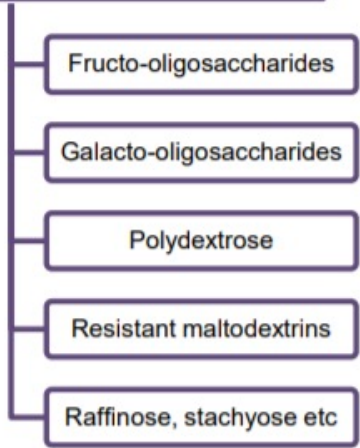 Fructo-oligosaccharides
Galacto-oligosaccharides
Polydextrose
Resistant maltodextrins
Raffinose, stachyose etc